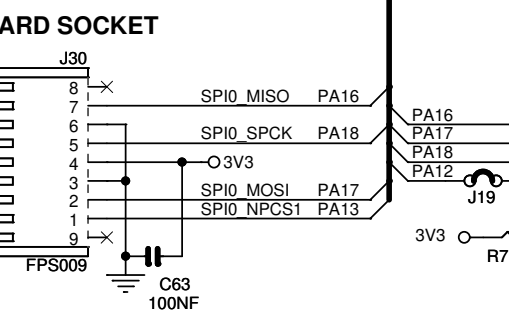 ARD SOCKET
J30
8
7
SPI0_MISO PA16
6
5
SPI0_SPCK PA18
4
3V3
3
2
SPI0_MOSI PA17
1
SPI0_NPCS1 PA13
9
FPS009
C63
100NF
PA16
PA17
PA18
PA12
J19
3V3
R7